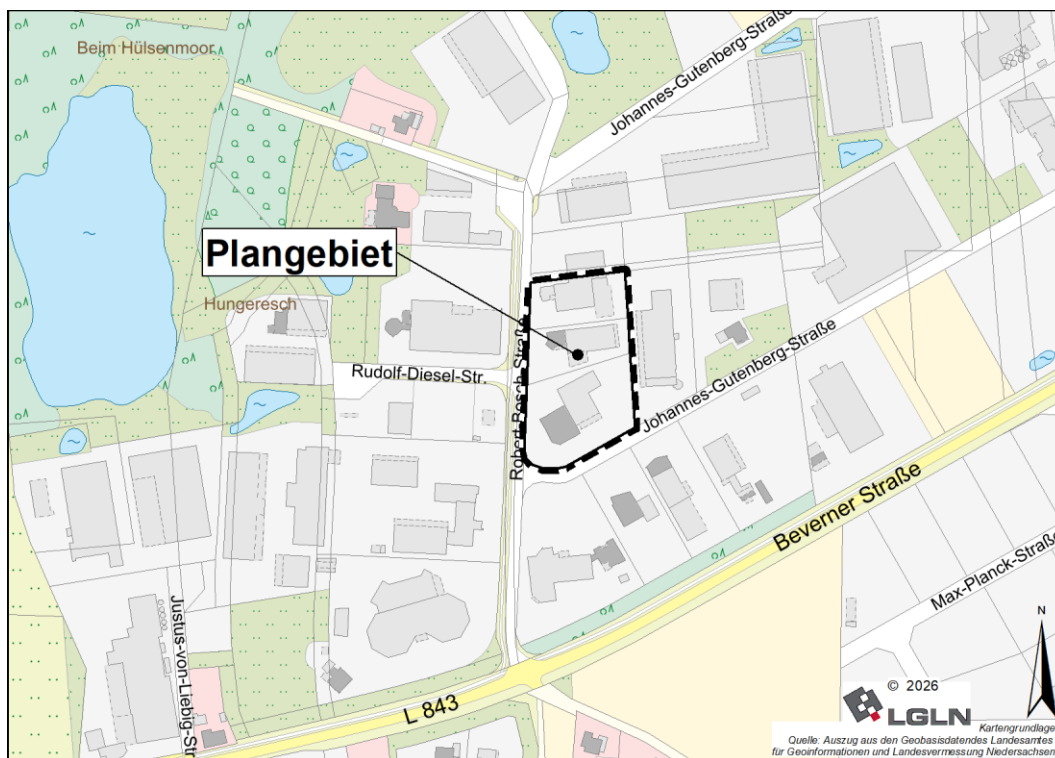 Beim Hülsenmoor
Johannes-Gutenberg-Straße
Plangebiet
Hungeresch
Rudolf-Diesel-Str.
Robert-Bosch-Straße
Johannes-Gutenberg-Straße
Beverner Straße
Max-Planck-Straße
Justus-von-Liebig-Str.
L 843
N
© 2026
LGLN
Kartengrundlage
Quelle: Auszug aus den Geobasisdatendes Landesamtes
für Geoinformationen und Landesvermessung Niedersachsen